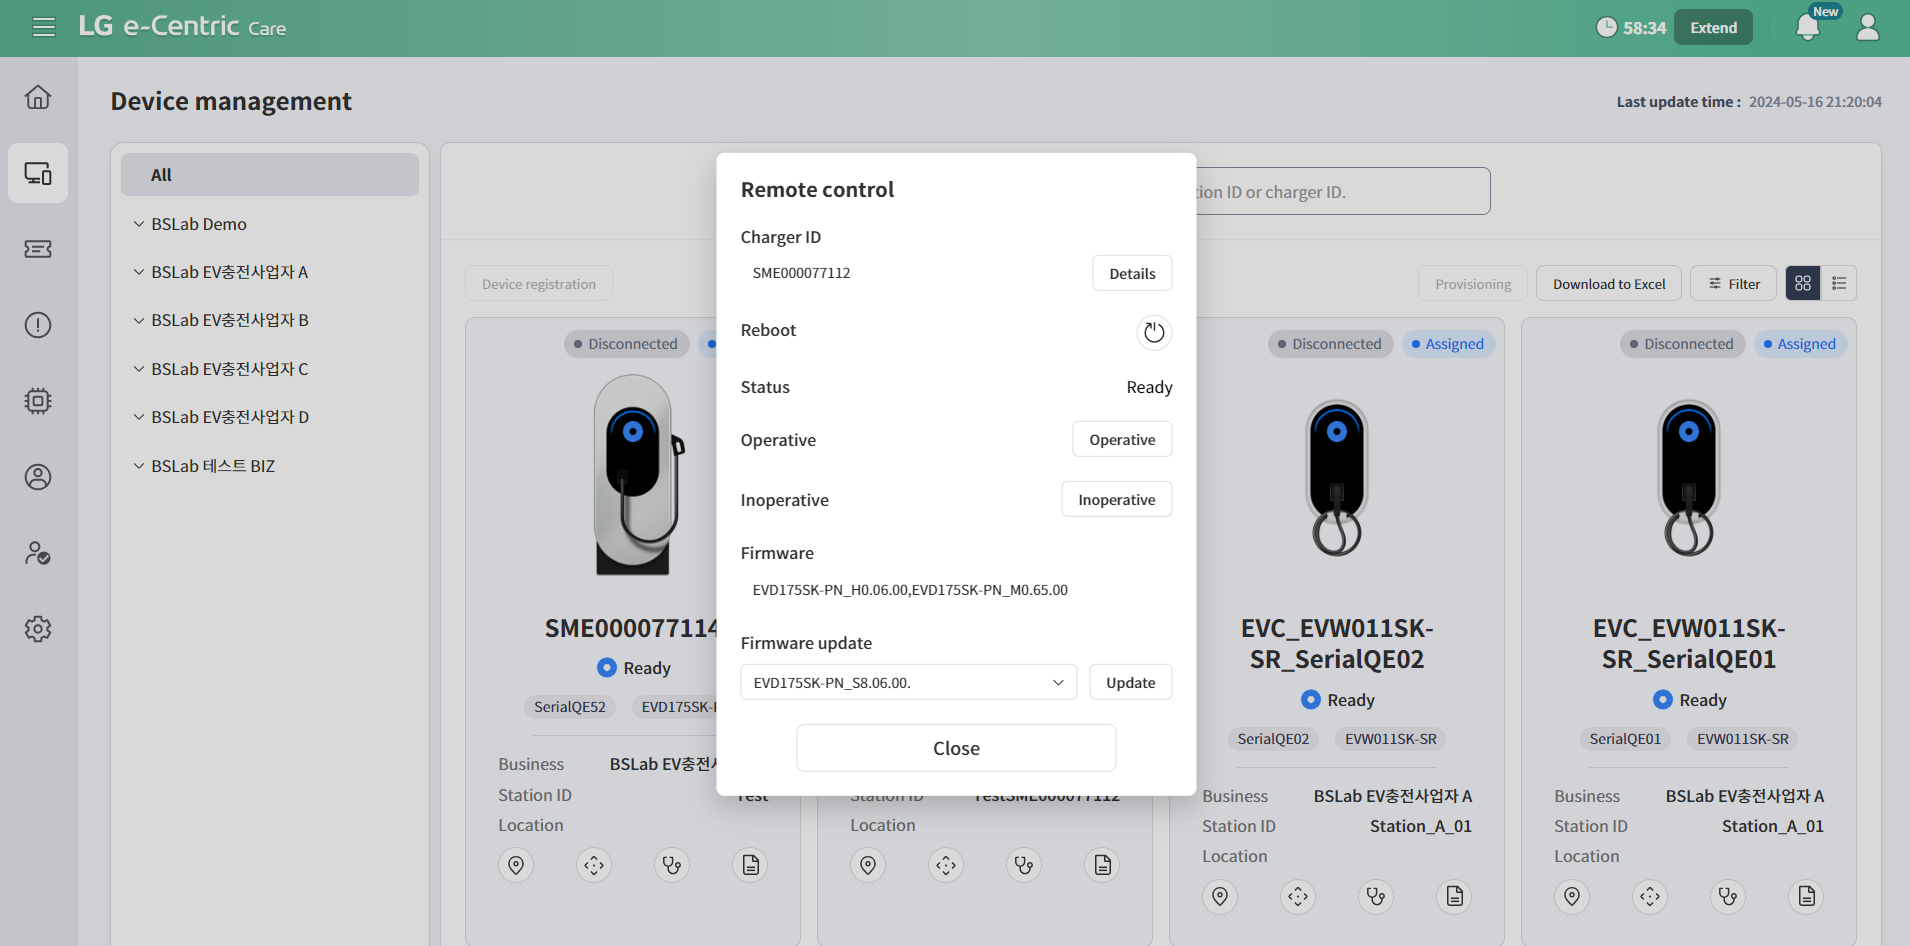 LG e-Centric Care
58:34
Extend
New
Device management
Last update time : 2024-05-16 21:20:04
All
BSLab Demo
BSLab EV충전사업자 A
BSLab EV충전사업자 B
BSLab EV충전사업자 C
BSLab EV충전사업자 D
BSLab 테스트 BIZ
ion ID or charger ID.
Device registration
Provisioning
Download to Excel
Filter
Remote control
Charger ID
SME000077112
Details
Reboot
Status
Ready
Operative
Operative
Inoperative
Inoperative
Firmware
EVD175SK-PN_H0.06.00,EVD175SK-PN_M0.65.00
Firmware update
EVD175SK-PN_S8.06.00.
Update
Close
Disconnected
SME000077114
Ready
SerialQE52
EVD175SK-
Business
BSLab EV충전사
Station ID
Test
Location
Station ID
TestSME000077112
Location
Disconnected
Assigned
EVC_EVW011SK-
SR_SerialQE02
Ready
SerialQE02
EVW011SK-SR
Business
BSLab EV충전사업자 A
Station ID
Station_A_01
Location
Disconnected
Assigned
EVC_EVW011SK-
SR_SerialQE01
Ready
SerialQE01
EVW011SK-SR
Business
BSLab EV충전사업자 A
Station ID
Station_A_01
Location